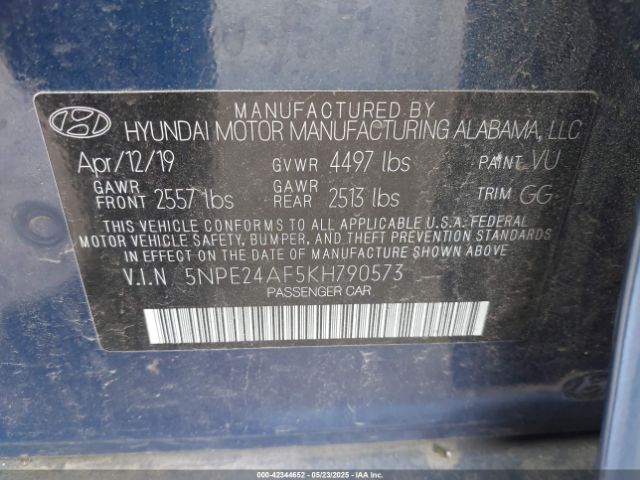 MANUFACTURED BY
HYUNDAI MOTOR MANUFACTURING ALABAMA, LLC
Apr/12/19 GVWR 4497 lbs PAINT VU
GAWR FRONT 2557 lbs GAWR REAR 2513 lbs TRIM GG
THIS VEHICLE CONFORMS TO ALL APPLICABLE U.S.A. FEDERAL
MOTOR VEHICLE SAFETY, BUMPER, AND THEFT PREVENTION STANDARDS
IN EFFECT ON THE DATE OF MANUFACTURE SHOWN ABOVE
V.I.N 5NPE24AF5KH790573
PASSENGER CAR
000-42344652 - 05/23/2025 - IAAI.COM